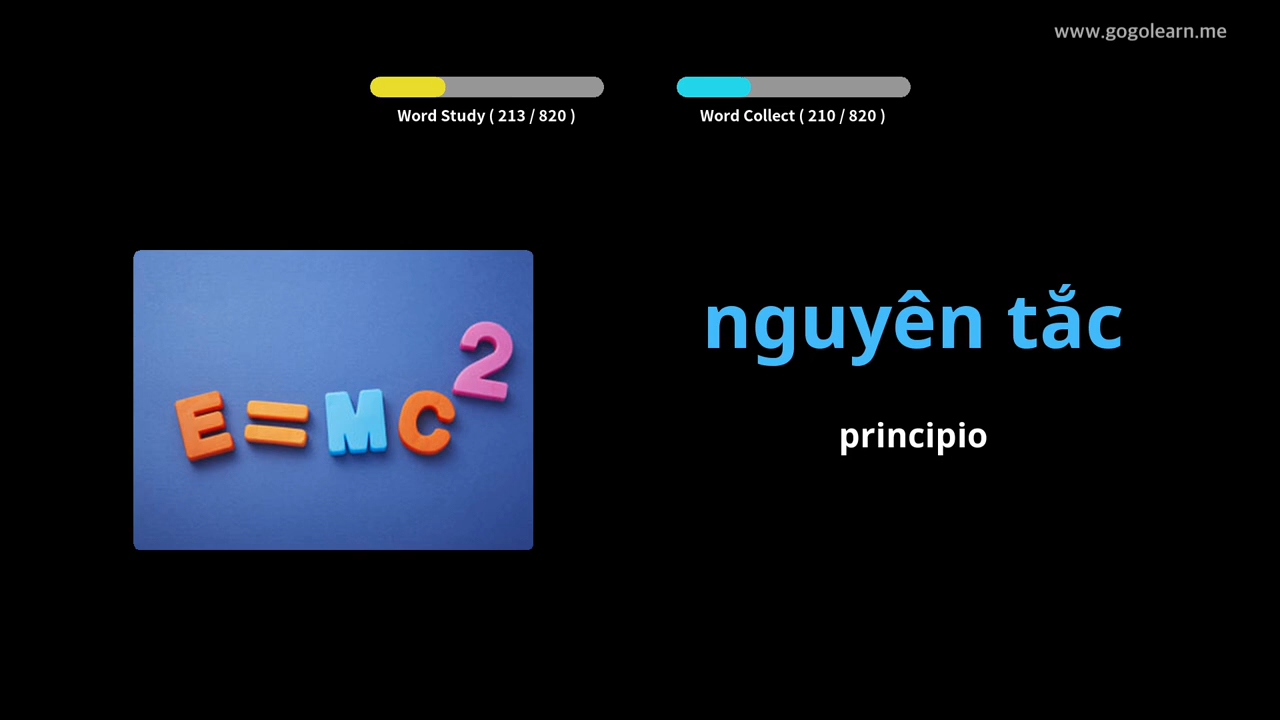 www.gogolearn.me
Word Study ( 213 / 820 )
Word Collect ( 210 / 820 )
E=MC²
nguyên tắc
principio